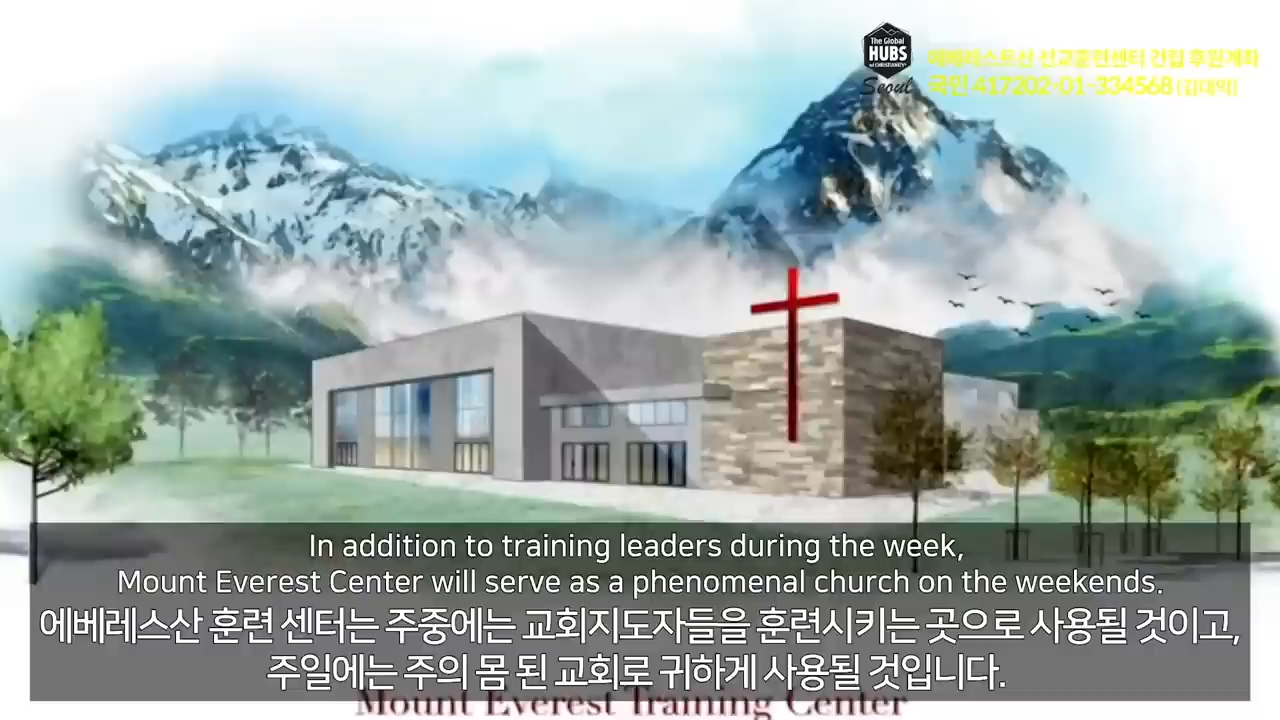 The Global
HUBS
of CHRISTIANITY
Seoul
에베레스트산 선교훈련센터 건립 후원계좌
국민 417202-01-334568 (김대악)
In addition to training leaders during the week,
Mount Everest Center will serve as a phenomenal church on the weekends.
에베레스산 훈련 센터는 주중에는 교회지도자들을 훈련시키는 곳으로 사용될 것이고,
주일에는 주의 몸 된 교회로 귀하게 사용될 것입니다.
Mount Everest Training Center